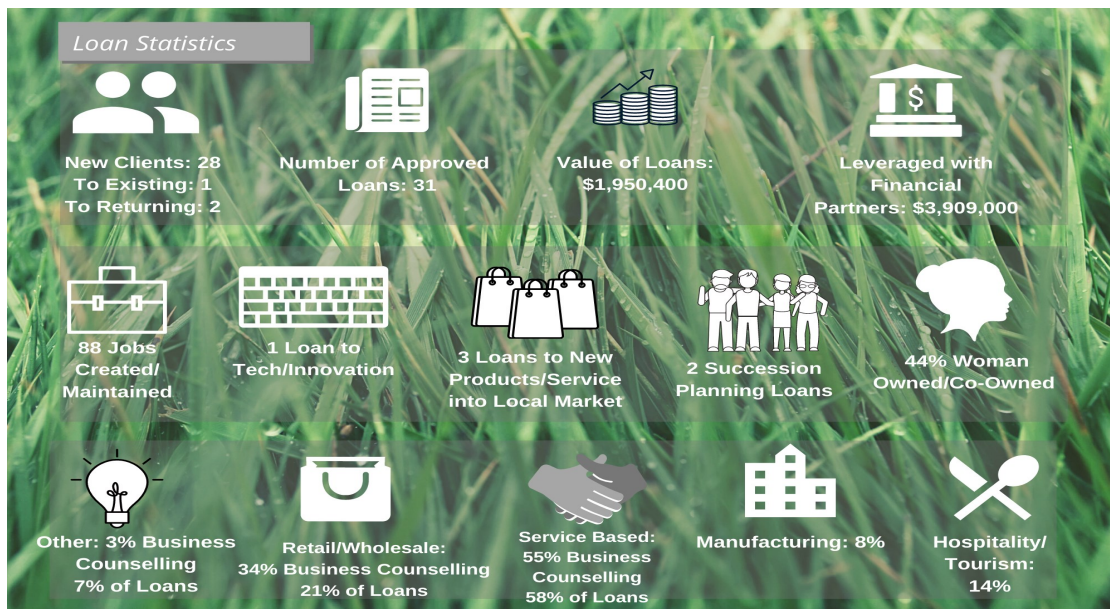 Loan Statistics
New Clients: 28
To Existing: 1
To Returning: 2
Number of Approved
Loans: 31
Value of Loans:
$1,950,400
Leveraged with
Financial
Partners: $3,909,000
88 Jobs
Created/
Maintained
1 Loan to
Tech/Innovation
3 Loans to New
Products/Service
into Local Market
2 Succession
Planning Loans
44% Woman
Owned/Co-Owned
Other: 3% Business
Counselling
7% of Loans
Retail/Wholesale:
34% Business Counselling
21% of Loans
Service Based:
55% Business
Counselling
58% of Loans
Manufacturing: 8%
Hospitality/
Tourism:
14%